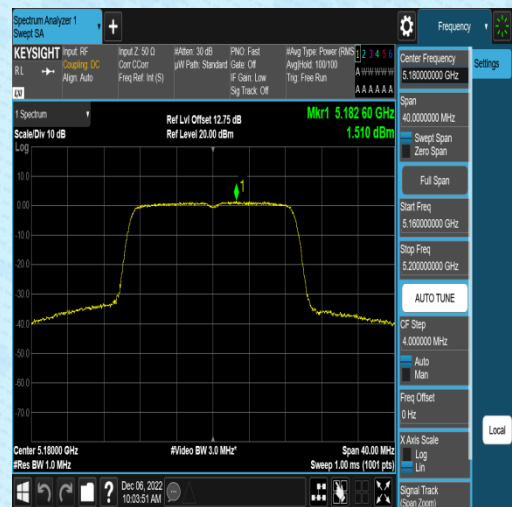 Spectrum Analyzer 1
Swept SA
+
Frequency
KEYSIGHT
RL
Input: RF
Coupling: DC
Align: Auto
Input Z: 50 Ω
Corr CCorr
Freq Ref: Int (S)
#Atten: 30 dB
µW Path: Standard
PNO: Fast
Gate: Off
IF Gain: Low
Sig Track: Off
#Avg Type: Power (RMS
Avg|Hold: 100/100
Trig: Free Run
1 2 3 4 5 6
A W W W W W
A A A A A A
LXI
1 Spectrum
Scale/Div 10 dB
Ref Lvl Offset 12.75 dB
Ref Level 20.00 dBm
Mkr1 5.182 60 GHz
1.510 dBm
Log
1
10.0
0.00
-10.0
-20.0
-30.0
-40.0
-50.0
-60.0
-70.0
Center 5.18000 GHz
#Res BW 1.0 MHz
#Video BW 3.0 MHz*
Span 40.00 MHz
Sweep 1.00 ms (1001 pts)
?
Dec 06, 2022
10:03:51 AM
Center Frequency
5.180000000 GHz
Span
40.0000000 MHz
Swept Span
Zero Span
Full Span
Start Freq
5.160000000 GHz
Stop Freq
5.200000000 GHz
AUTO TUNE
CF Step
4.000000 MHz
Auto
Man
Freq Offset
0 Hz
X Axis Scale
Log
Lin
Signal Track
(Span Zoom)
Settings
Local